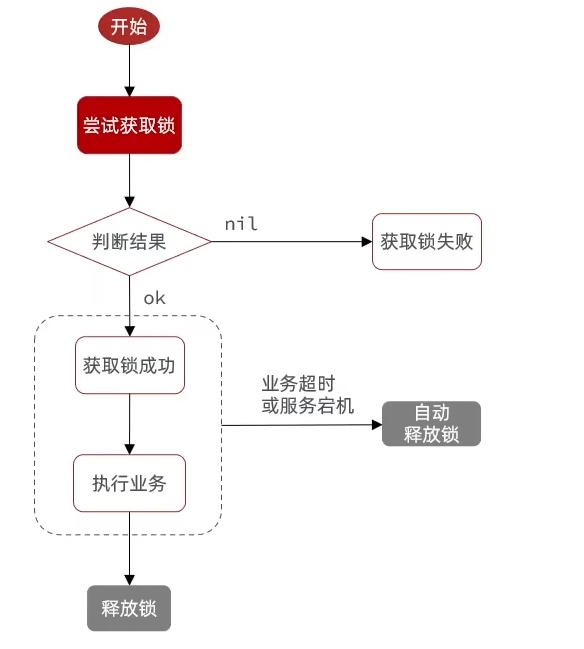 开始
尝试获取锁
判断结果
nil
获取锁失败
ok
获取锁成功
业务超时
或服务宕机
自动
释放锁
执行业务
释放锁